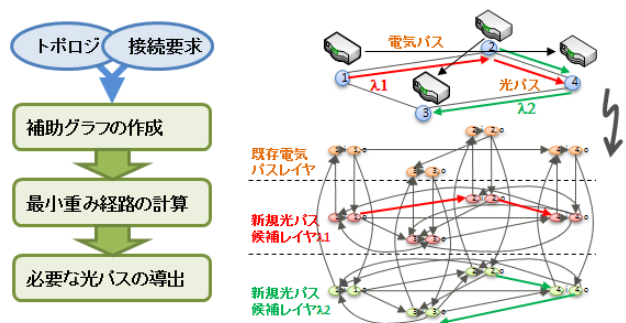 トポロジ
接続要求
補助グラフの作成
最小重み経路の計算
必要な光パスの導出
電気パス
光パス
λ1
λ2
1
2
3
4
既存電気
パスレイヤ
新規光パス
候補レイヤλ1
新規光パス
候補レイヤλ2